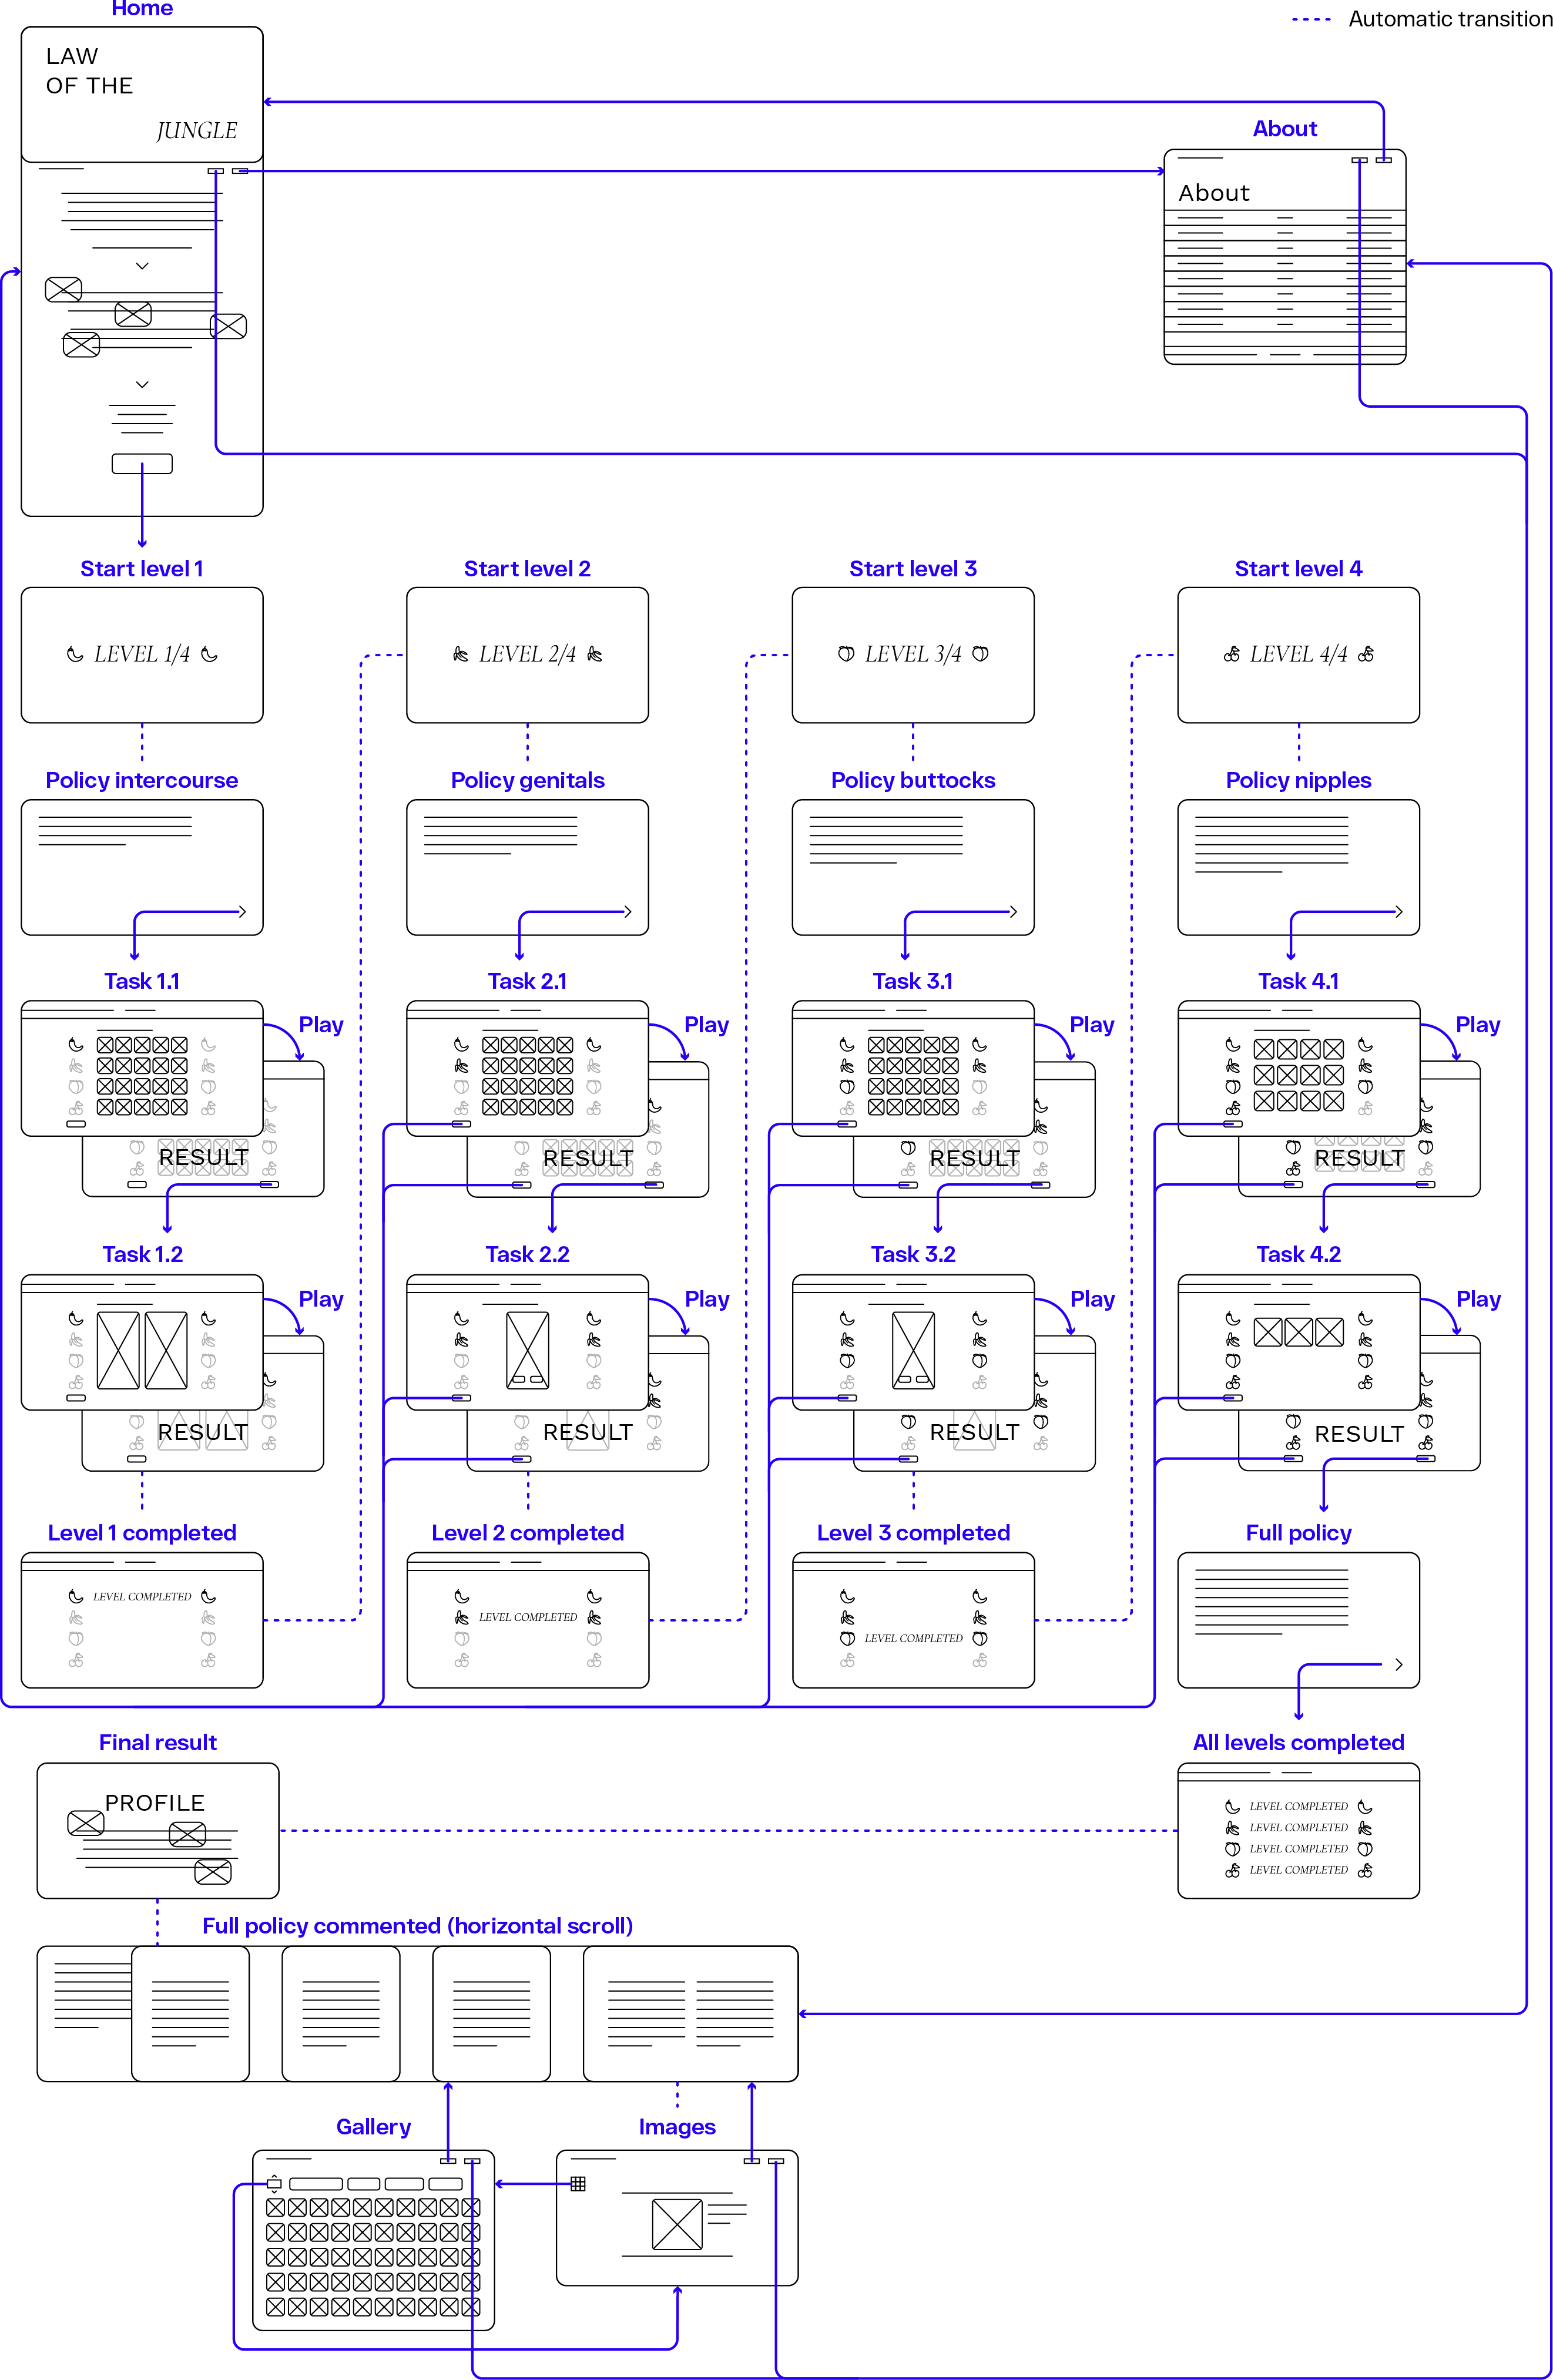 Home
Automatic transition
LAW
OF THE
JUNGLE
About
About
Start level 1
Start level 2
Start level 3
Start level 4
LEVEL 1/4
LEVEL 2/4
LEVEL 3/4
LEVEL 4/4
Policy intercourse
Policy genitals
Policy buttocks
Policy nipples
Task 1.1
Task 2.1
Task 3.1
Task 4.1
Play
Play
Play
Play
RESULT
RESULT
RESULT
RESULT
Task 1.2
Task 2.2
Task 3.2
Task 4.2
Play
Play
Play
Play
RESULT
RESULT
RESULT
RESULT
Level 1 completed
Level 2 completed
Level 3 completed
Full policy
LEVEL COMPLETED
LEVEL COMPLETED
LEVEL COMPLETED
Final result
All levels completed
PROFILE
LEVEL COMPLETED
LEVEL COMPLETED
LEVEL COMPLETED
LEVEL COMPLETED
Full policy commented (horizontal scroll)
Gallery
Images